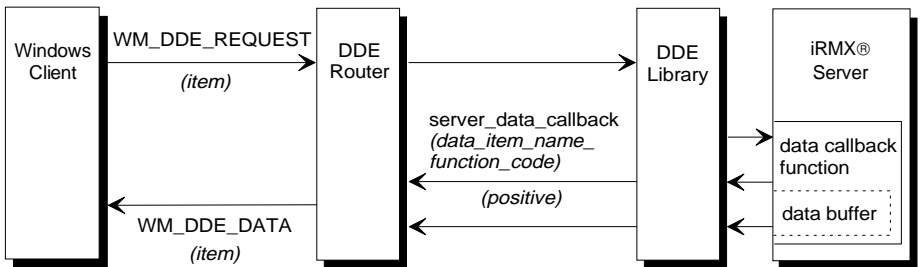 Windows
Client
WM_DDE_REQUEST
(item)
DDE
Router
DDE
Library
iRMX®
Server
server_data_callback
(data_item_name_
function_code)
(positive)
data callback
function
data buffer
WM_DDE_DATA
(item)